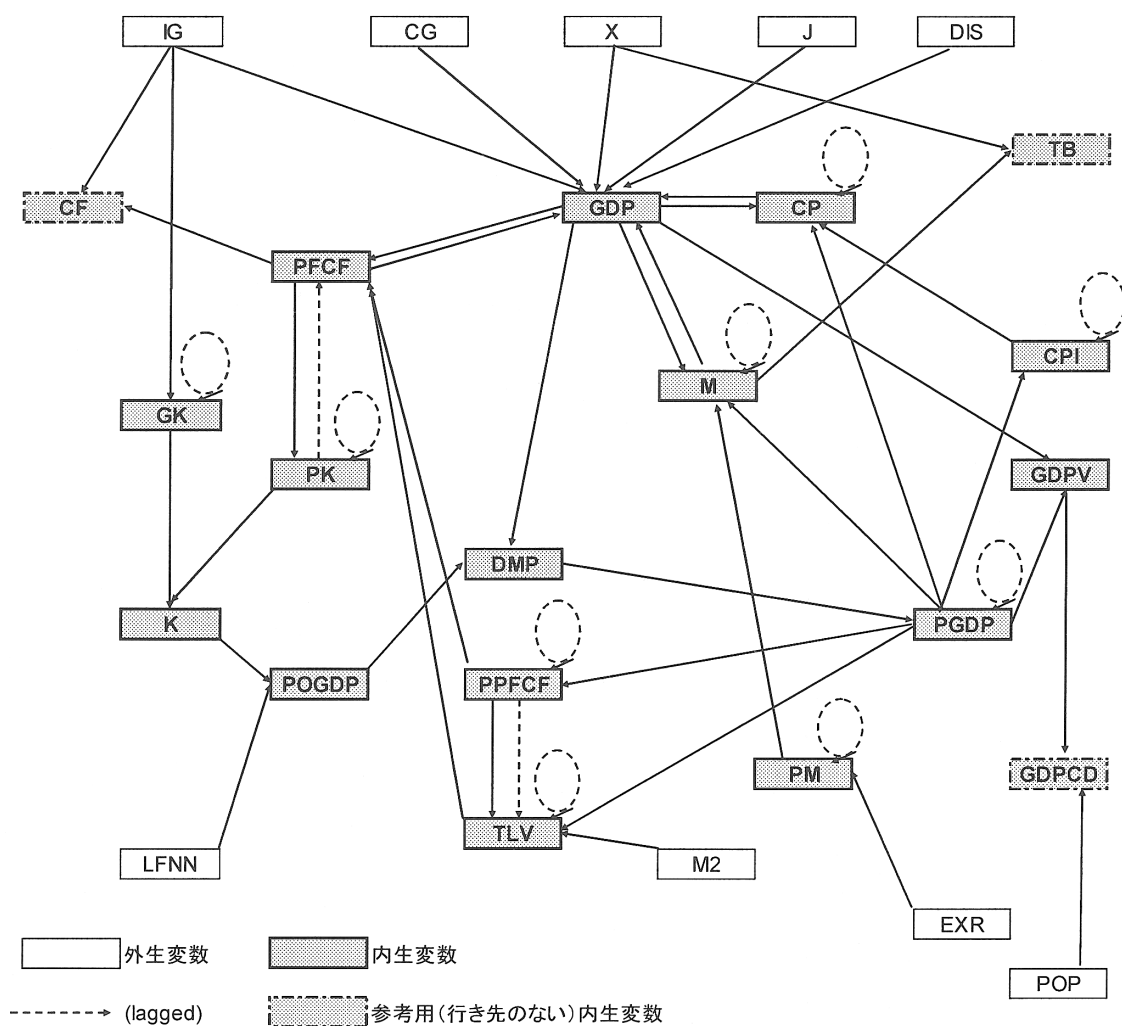 IG
CG
X
J
DIS
TB
CF
GDP
CP
PFCF
CPI
M
GK
PK
GDPV
DMP
K
PGDP
POGDP
PPFCF
PM
GDPCD
TLV
LFNN
M2
EXR
外生変数
内生変数
POP
(lagged)
参考用(行き先のない)内生変数